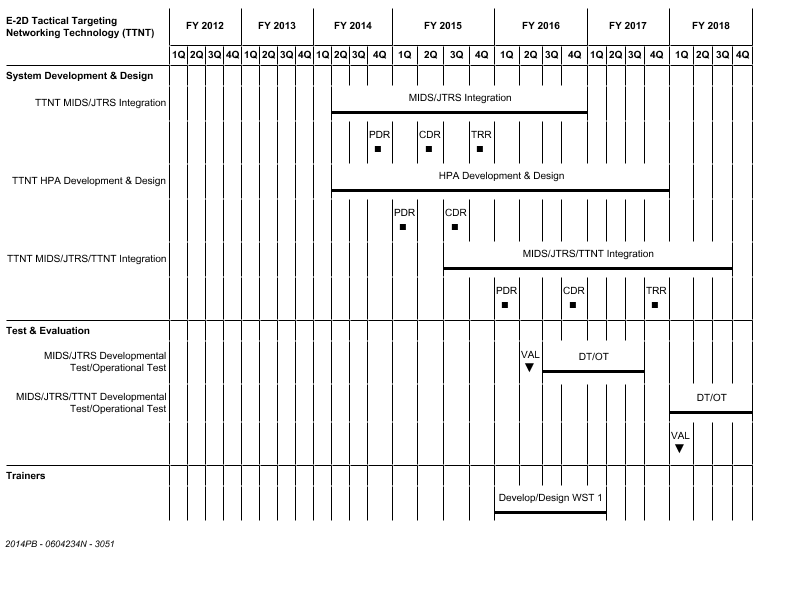 E-2D Tactical Targeting
Networking Technology (TTNT)
FY 2012 FY 2013 FY 2014 FY 2015 FY 2016 FY 2017 FY 2018
1Q 2Q 3Q 4Q 1Q 2Q 3Q 4Q 1Q 2Q 3Q 4Q 1Q 2Q 3Q 4Q 1Q 2Q 3Q 4Q 1Q 2Q 3Q 4Q 1Q 2Q 3Q 4Q
System Development & Design
TTNT MIDS/JTRS Integration
MIDS/JTRS Integration
PDR CDR TRR
TTNT HPA Development & Design
HPA Development & Design
PDR CDR
TTNT MIDS/JTRS/TTNT Integration
MIDS/JTRS/TTNT Integration
PDR CDR TRR
Test & Evaluation
MIDS/JTRS Developmental
Test/Operational Test
VAL DT/OT
MIDS/JTRS/TTNT Developmental
Test/Operational Test
DT/OT
VAL
Trainers
Develop/Design WST 1
2014PB - 0604234N - 3051